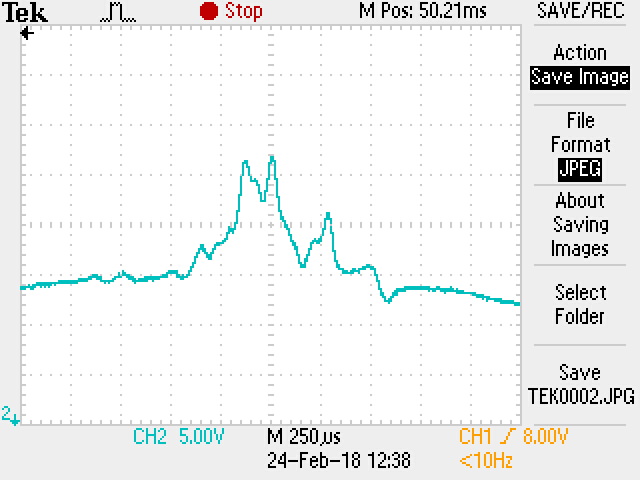 Tek Stop M Pos: 50.21ms SAVE/REC
Action
Save Image
File
Format
JPEG
About
Saving
Images
Select
Folder
Save
TEK0002.JPG
2
CH2 5.00V M 250µs CH1 8.00V
24-Feb-18 12:38 <10Hz